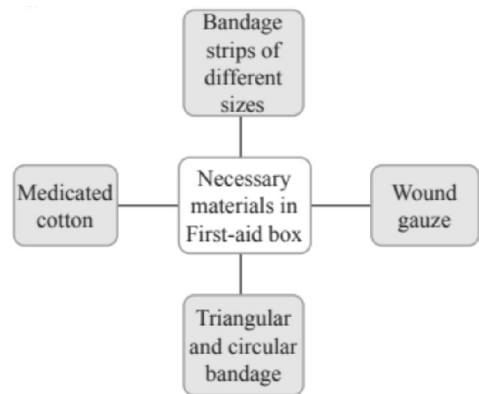 Bandage
strips of
different
sizes
Medicated
cotton
Necessary
materials in
First-aid box
Wound
gauze
Triangular
and circular
bandage